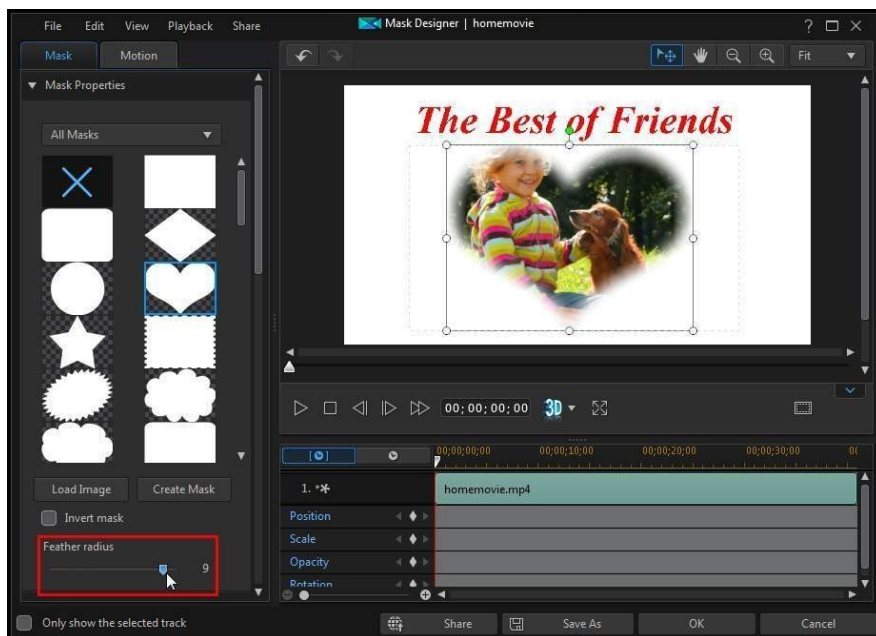 File Edit View Playback Share
Mask Designer | homemovie
? 
Mask Motion
Fit
Mask Properties
All Masks
The Best of Friends
00;00;00;00
3D
00;00;00;00 00;00;10;00 00;00;20;00 00;00;30;00 00
1.
homemovie.mp4
Load Image Create Mask
Invert mask
Position
Scale
Opacity
Rotation
Feather radius
9
Only show the selected track
Share Save As OK Cancel